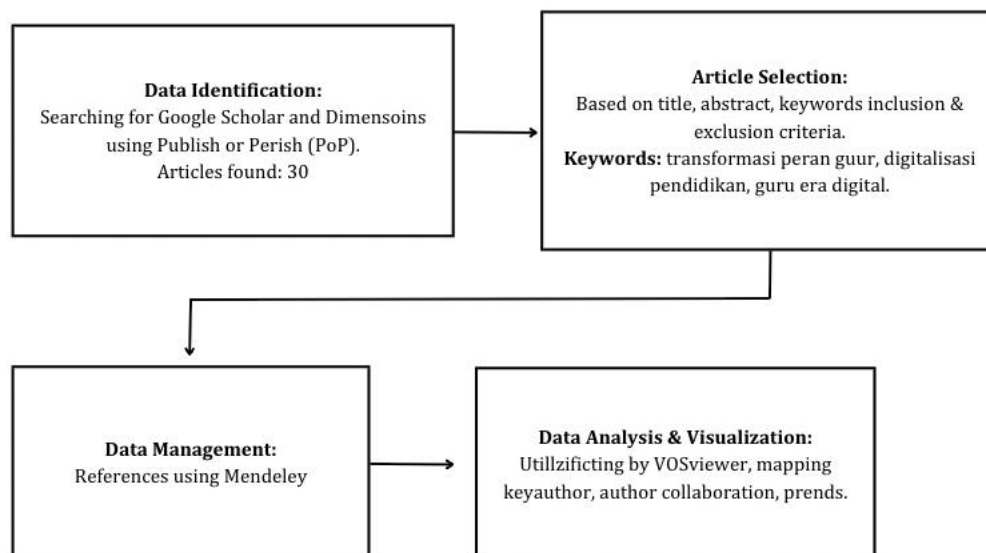 Data Identification:
Searching for Google Scholar and Dimensoins
using Publish or Perish (PoP).
Articles found: 30
Article Selection:
Based on title, abstract, keywords inclusion &
exclusion criteria.
Keywords: transformasi peran guur, digitalisasi
pendidikan, guru era digital.
Data Management:
References using Mendeley
Data Analysis & Visualization:
Utillzificting by VOSviewer, mapping
keyauthor, author collaboration, prends.